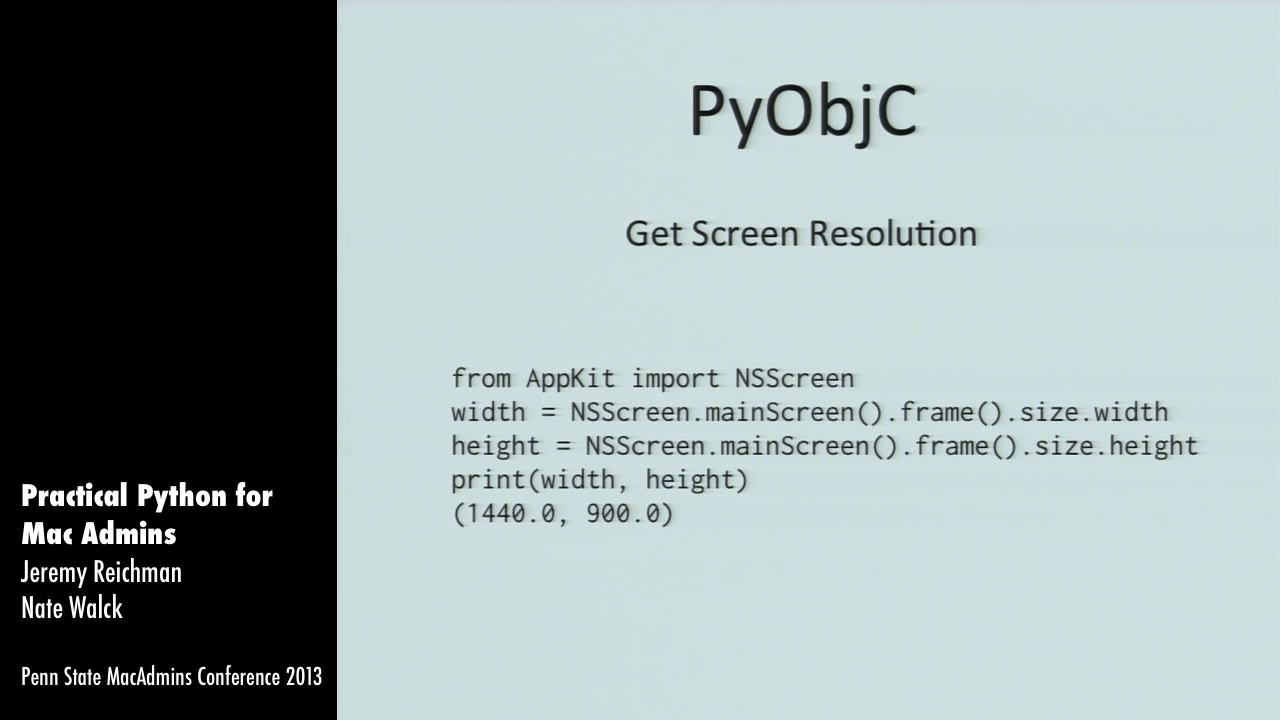 PyObjC
Get Screen Resolution
from AppKit import NSScreen
width = NSScreen.mainScreen().frame().size.width
height = NSScreen.mainScreen().frame().size.height
print(width, height)
(1440.0, 900.0)
Practical Python for
Mac Admins
Jeremy Reichman
Nate Walck
Penn State MacAdmins Conference 2013